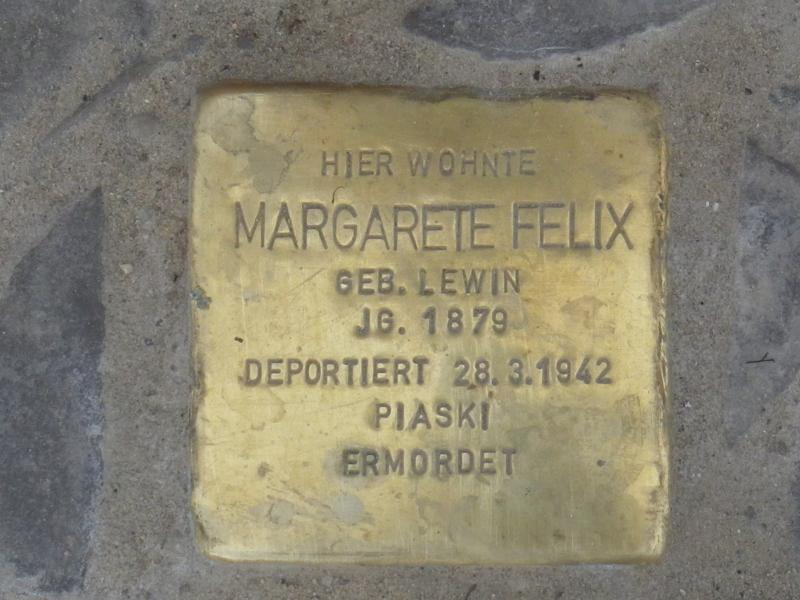 HIER WOHNTE
MARGARETE FELIX
GEB. LEWIN
JG. 1879
DEPORTIERT 28.3.1942
PIASKI
ERMORDET